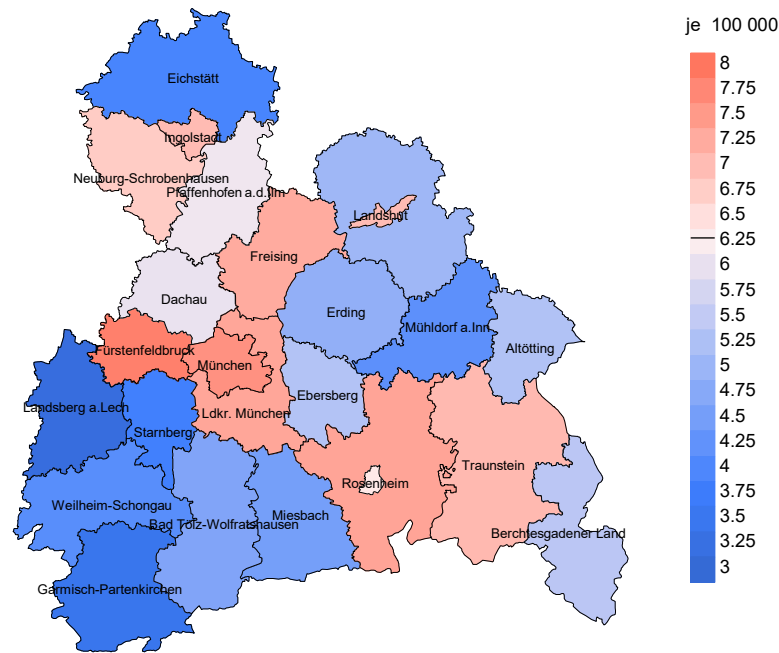 je 100 000
Eichstätt
Ingolstadt
Neuburg-Schrobenhausen
Pfaffenhofen a.d.Ilm
Landshut
Freising
Dachau
Erding
Mühldorf a.Inn
Altötting
Fürstenfeldbruck
München
Ebersberg
Landsberg a.Lech
Ldkr. München
Starnberg
Traunstein
Rosenheim
Weilheim-Schongau
Bad Tölz-Wolfratshausen
Miesbach
Berchtesgadener Land
Garmisch-Partenkirchen
8
7.75
7.5
7.25
7
6.75
6.5
6.25
6
5.75
5.5
5.25
5
4.75
4.5
4.25
4
3.75
3.5
3.25
3